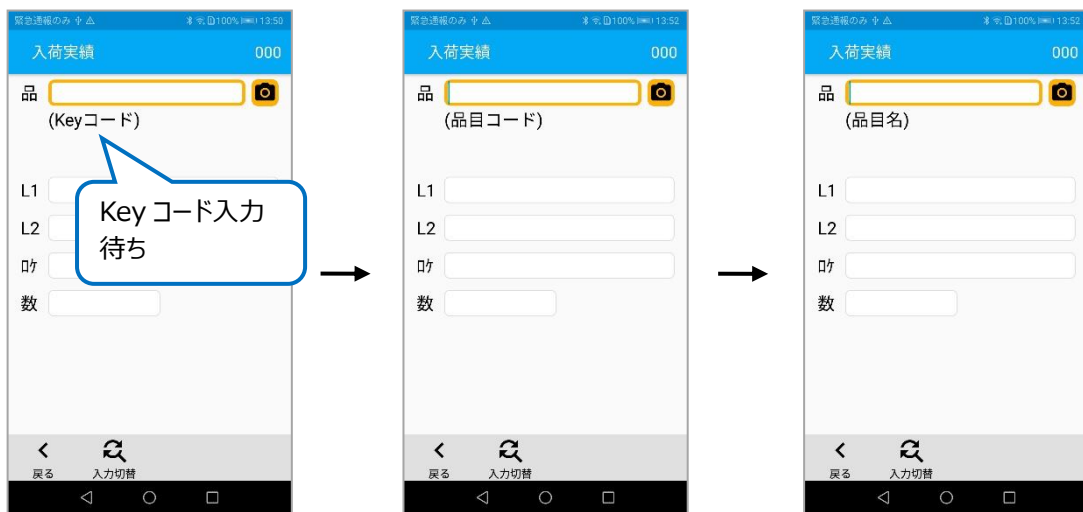 緊急通報のみ 100% 13:50
入荷実績 000
品
(Keyコード)
L1
L2
ﾛｹ
数
戻る 入力切替
Key コード入力
待ち
緊急通報のみ 100% 13:52
入荷実績 000
品
(品目コード)
L1
L2
ﾛｹ
数
戻る 入力切替
緊急通報のみ 100% 13:52
入荷実績 000
品
(品目名)
L1
L2
ﾛｹ
数
戻る 入力切替